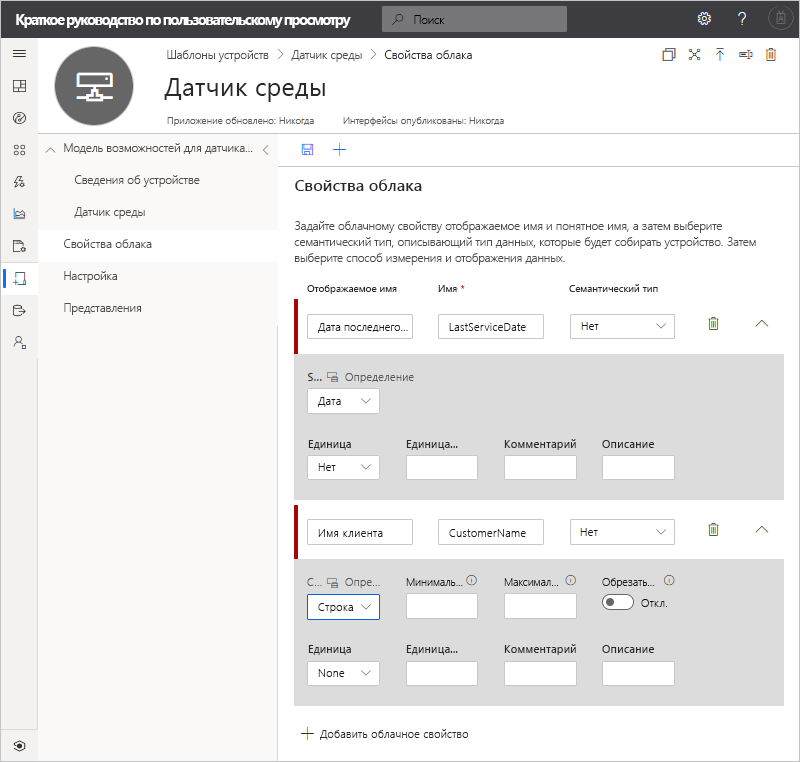 Краткое руководство по пользовательскому просмотру
Поиск
?
Шаблоны устройств > Датчик среды > Свойства облака
Датчик среды
Приложение обновлено: Никогда Интерфейсы опубликованы: Никогда
Модель возможностей для датчика...
Сведения об устройстве
Датчик среды
Свойства облака
Настройка
Представления
Свойства облака
Задайте облачному свойству отображаемое имя и понятное имя, а затем выберите
семантический тип, описывающий тип данных, которые будет собирать устройство. Затем
выберите способ измерения и отображения данных.
Отображаемое имя Имя * Семантический тип
Дата последнего... LastServiceDate Нет
S... Определение
Дата
Единица Единица... Комментарий Описание
Нет
Имя клиента CustomerName Нет
С... Опре... Минималь... Максимал... Обрезать...
Строка Откл.
Единица Единица... Комментарий Описание
None
Добавить облачное свойство